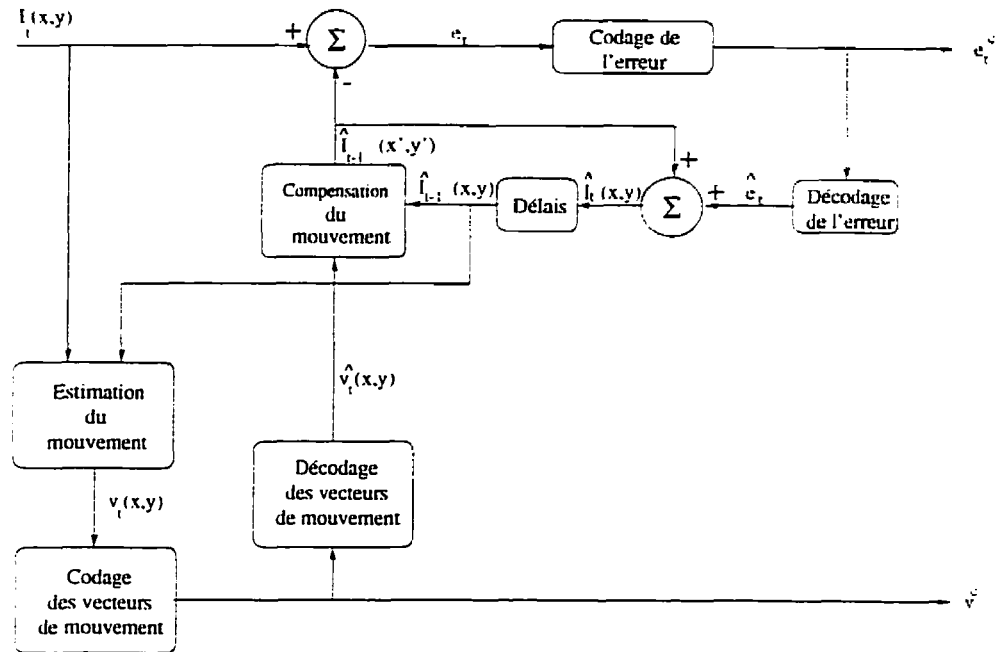 I_t(x,y)
+
Σ
e_t
Codage de
l'erreur
e_t^c
-
Î_{t-1} (x',y')
+
Compensation
du
mouvement
Î_{t-1} (x,y)
Délais
Î_t(x,y)
Σ
+
ê_t
Décodage
de l'erreur
Estimation
du
mouvement
v̂_t(x,y)
v_t(x,y)
Décodage
des vecteurs
de mouvement
Codage
des vecteurs
de mouvement
v^c